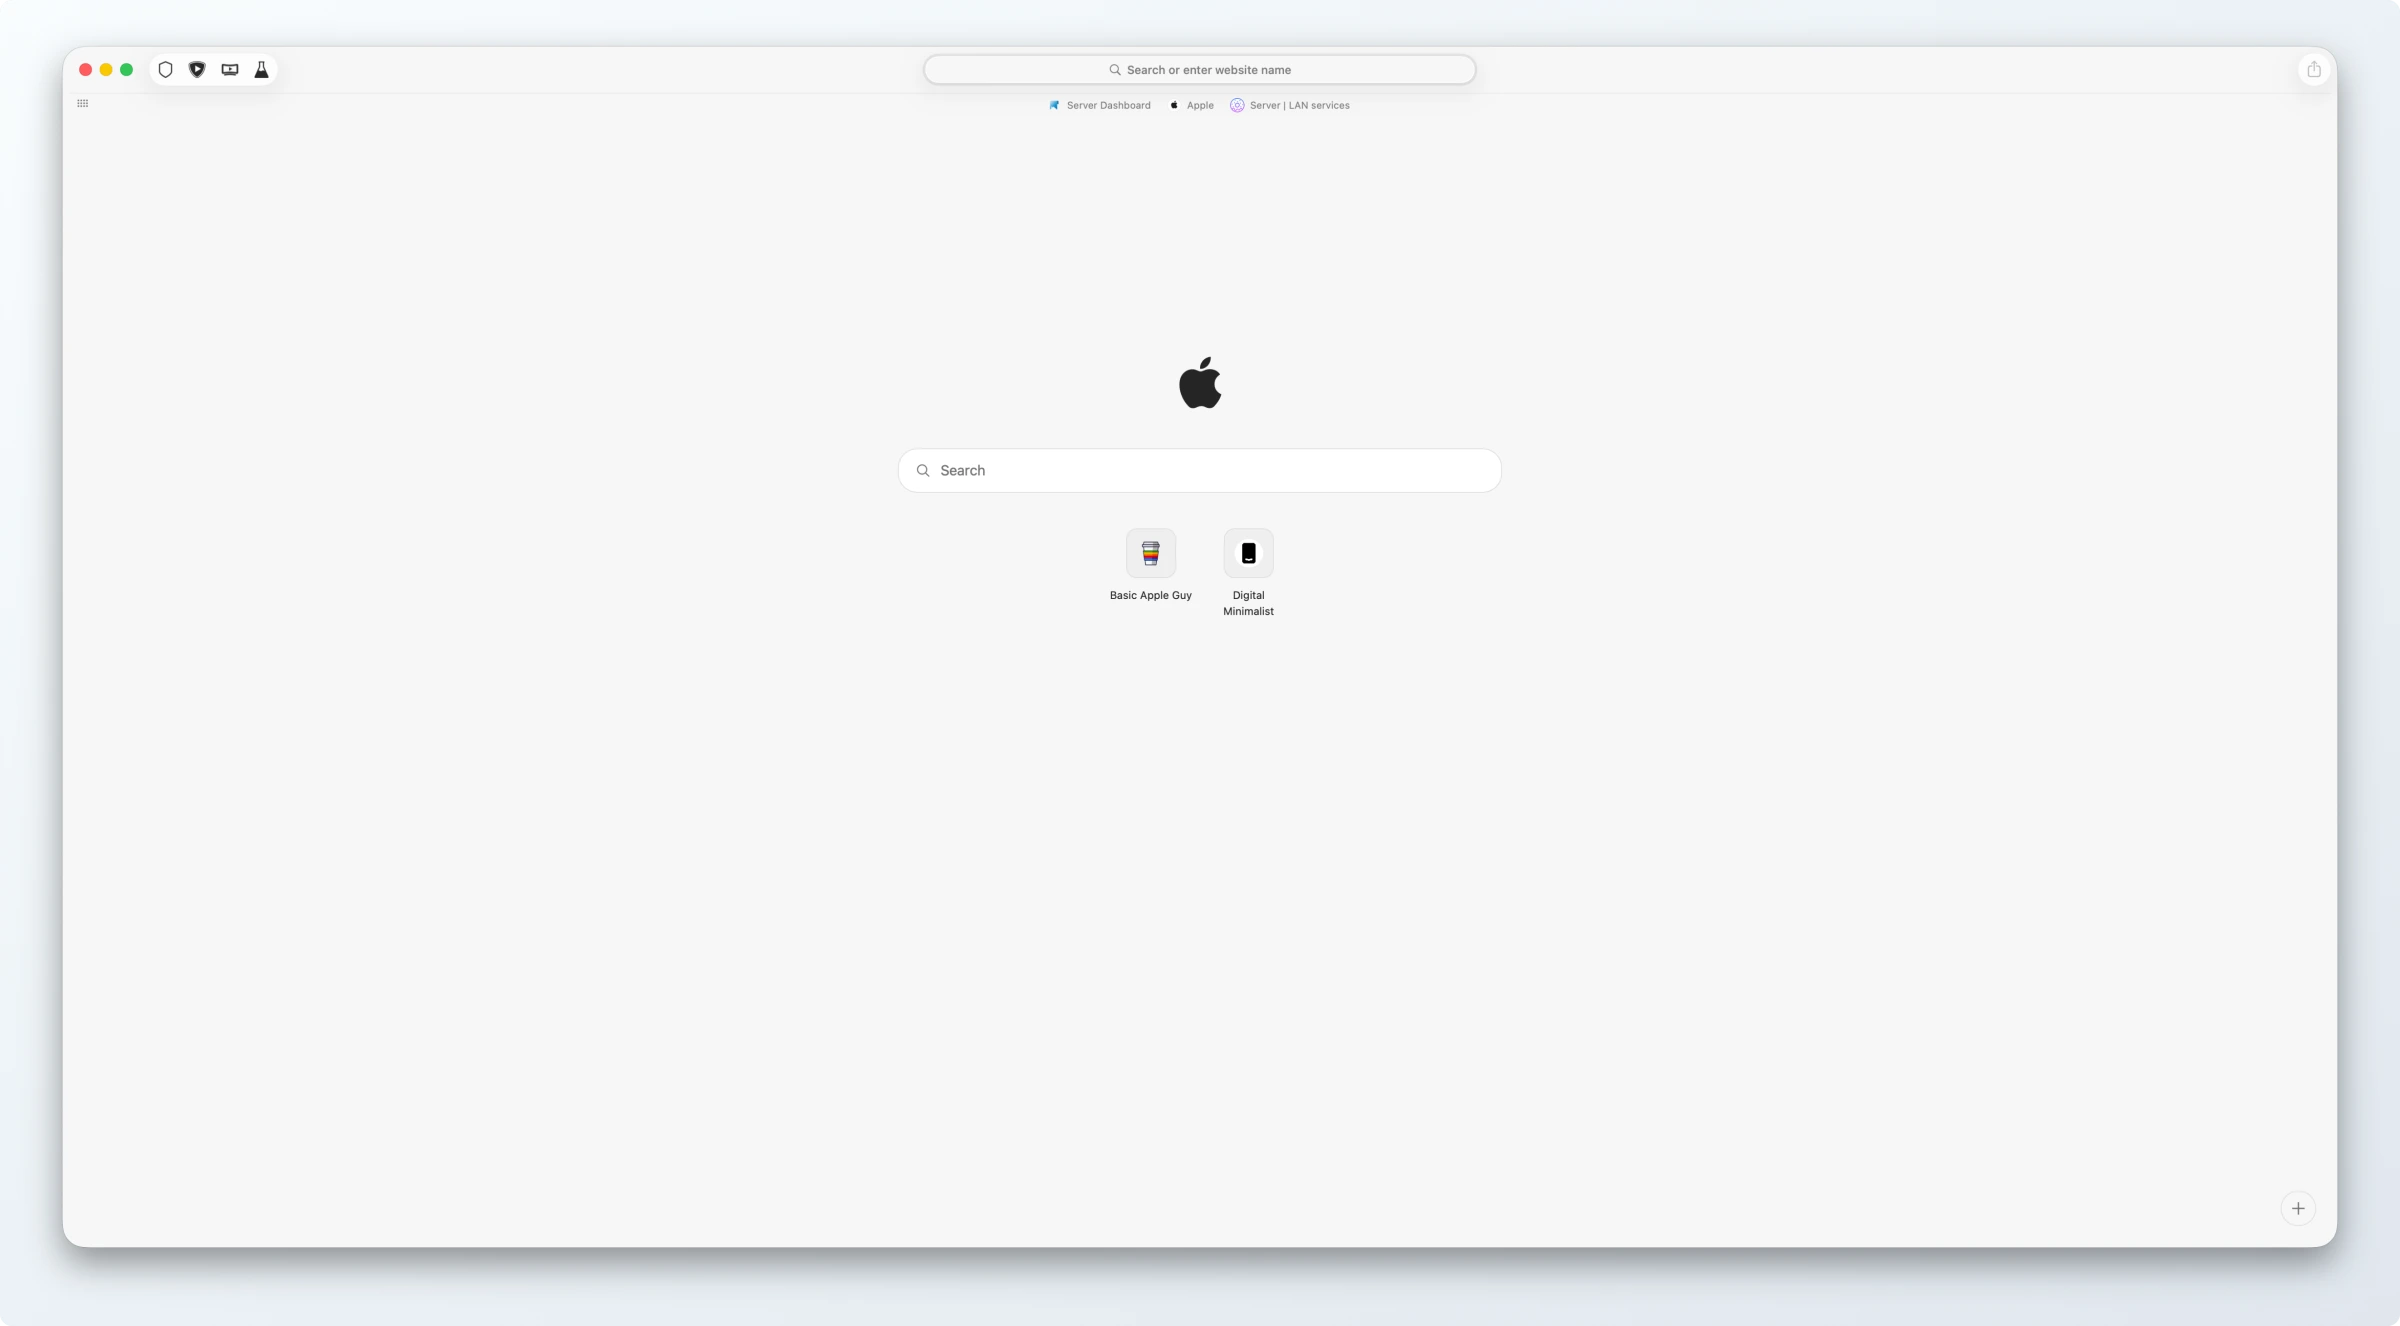 Search or enter website name
Server Dashboard
Apple
Server | LAN services
Search
Basic Apple Guy
Digital
Minimalist